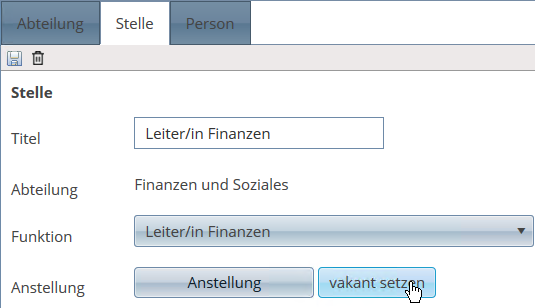 Abteilung Stelle Person
Stelle
Titel Leiter/in Finanzen
Abteilung Finanzen und Soziales
Funktion Leiter/in Finanzen
Anstellung Anstellung vakant setzen